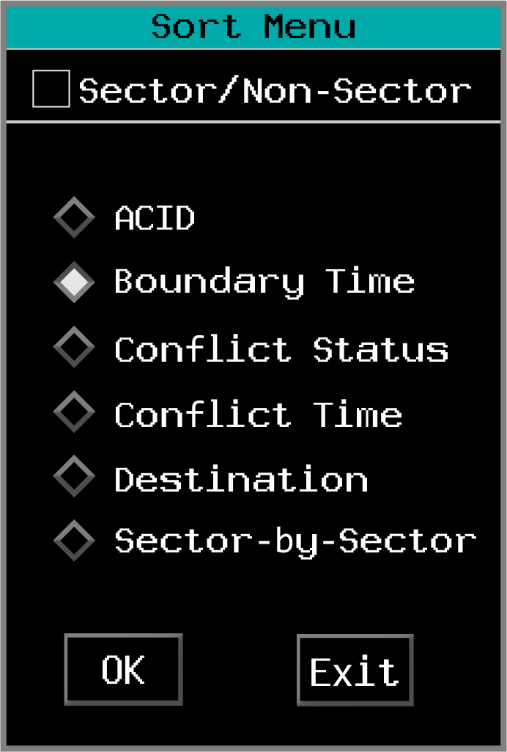 Sort Menu
Sector/Non-Sector
ACID
Boundary Time
Conflict Status
Conflict Time
Destination
Sector-by-Sector
OK Exit